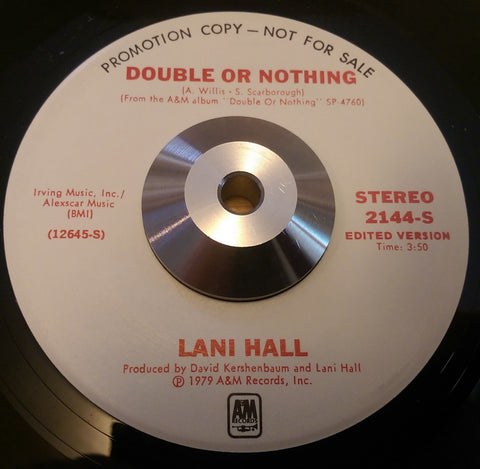 PROMOTION COPY — NOT FOR SALE
DOUBLE OR NOTHING
(A. Willis - S. Scarborough)
(From the A&M album "Double Or Nothing" SP-4760)
Irving Music, Inc./
Alexscar Music
(BMI)
(12645-S)
STEREO
2144-S
EDITED VERSION
Time: 3:50
LANI HALL
Produced by David Kershenbaum and Lani Hall
℗ 1979 A&M Records, Inc.
A&M
RECORDS